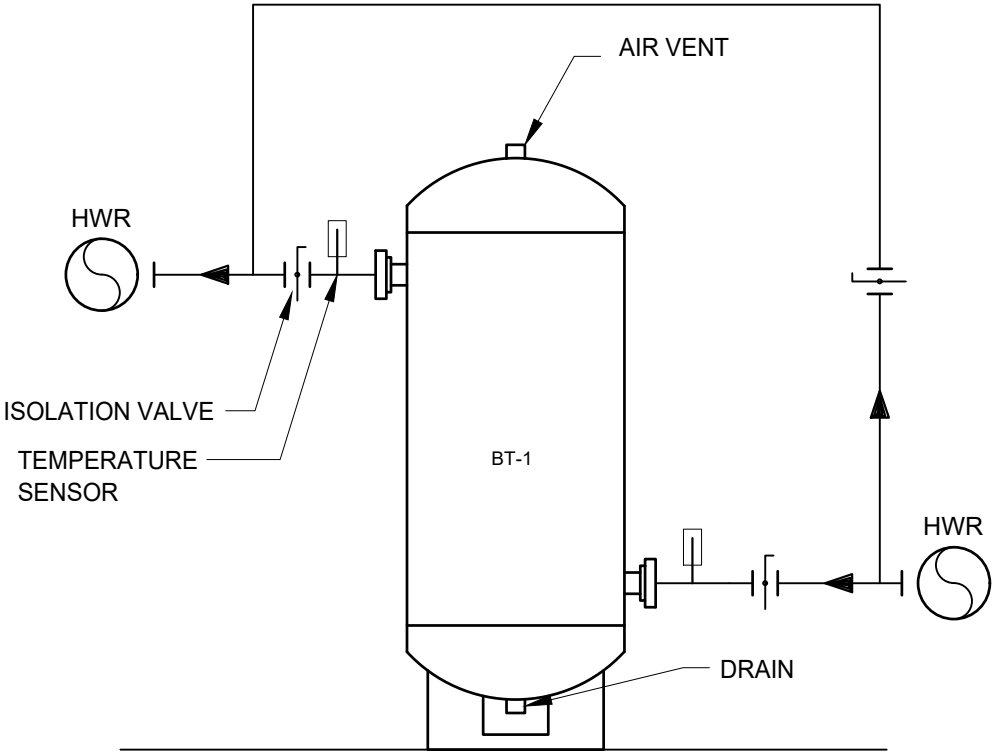 AIR VENT
HWR
ISOLATION VALVE
TEMPERATURE
SENSOR
BT-1
HWR
DRAIN